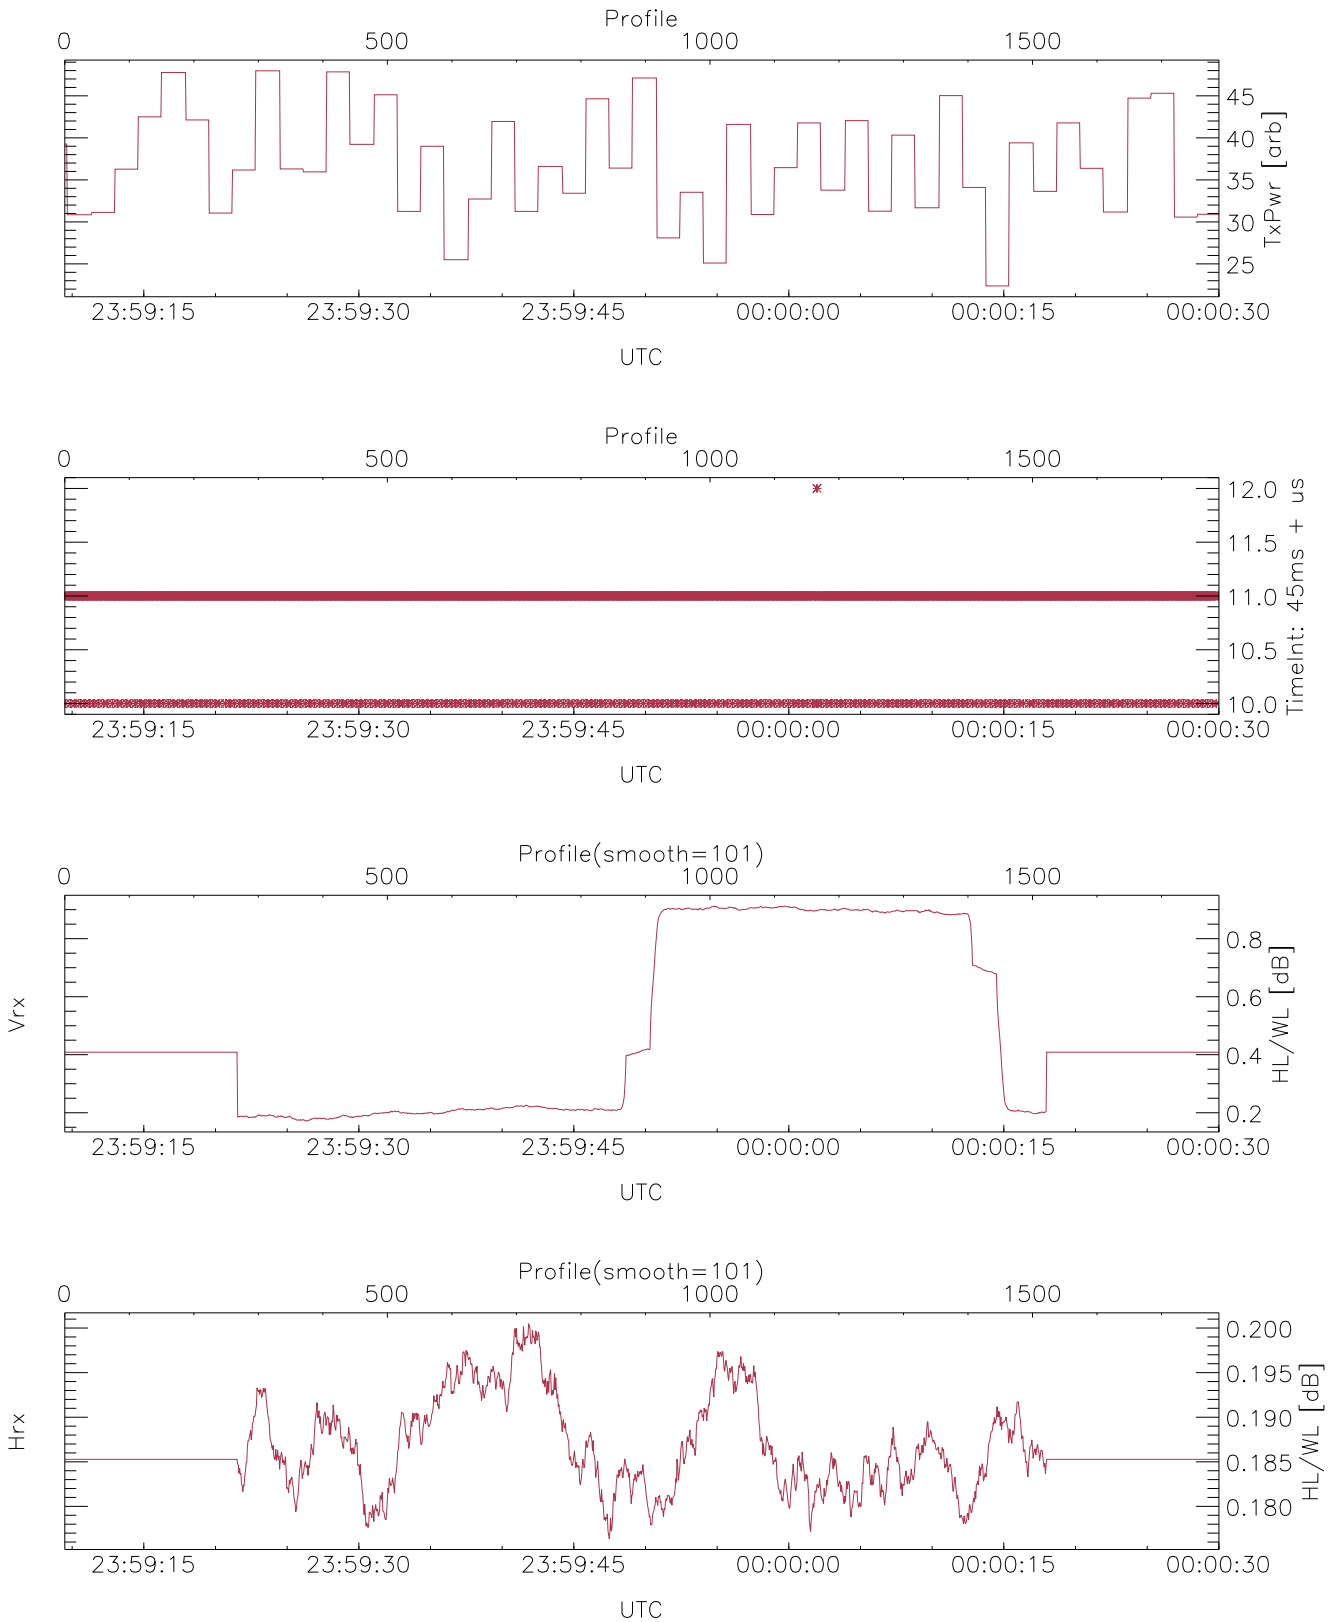 Profile
0 500 1000 1500
45
40
35
30
25
TxPwr [arb]
23:59:15 23:59:30 23:59:45 00:00:00 00:00:15 00:00:30
UTC
Profile
0 500 1000 1500
12.0
11.5
11.0
10.5
10.0
TimeInt: 45ms + us
23:59:15 23:59:30 23:59:45 00:00:00 00:00:15 00:00:30
UTC
Profile(smooth=101)
0 500 1000 1500
Vrx
0.8
0.6
0.4
0.2
HL/WL [dB]
23:59:15 23:59:30 23:59:45 00:00:00 00:00:15 00:00:30
UTC
Profile(smooth=101)
0 500 1000 1500
Hrx
0.200
0.195
0.190
0.185
0.180
HL/WL [dB]
23:59:15 23:59:30 23:59:45 00:00:00 00:00:15 00:00:30
UTC